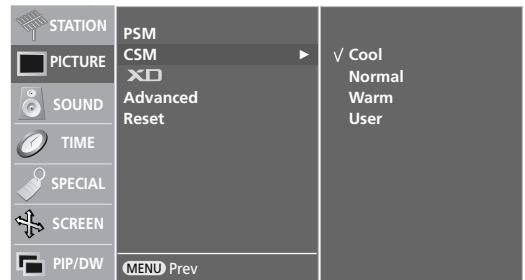 STATION
PICTURE
SOUND
TIME
SPECIAL
SCREEN
PIP/DW
PSM
CSM
XD
Advanced
Reset
MENU Prev
√ Cool
Normal
Warm
User